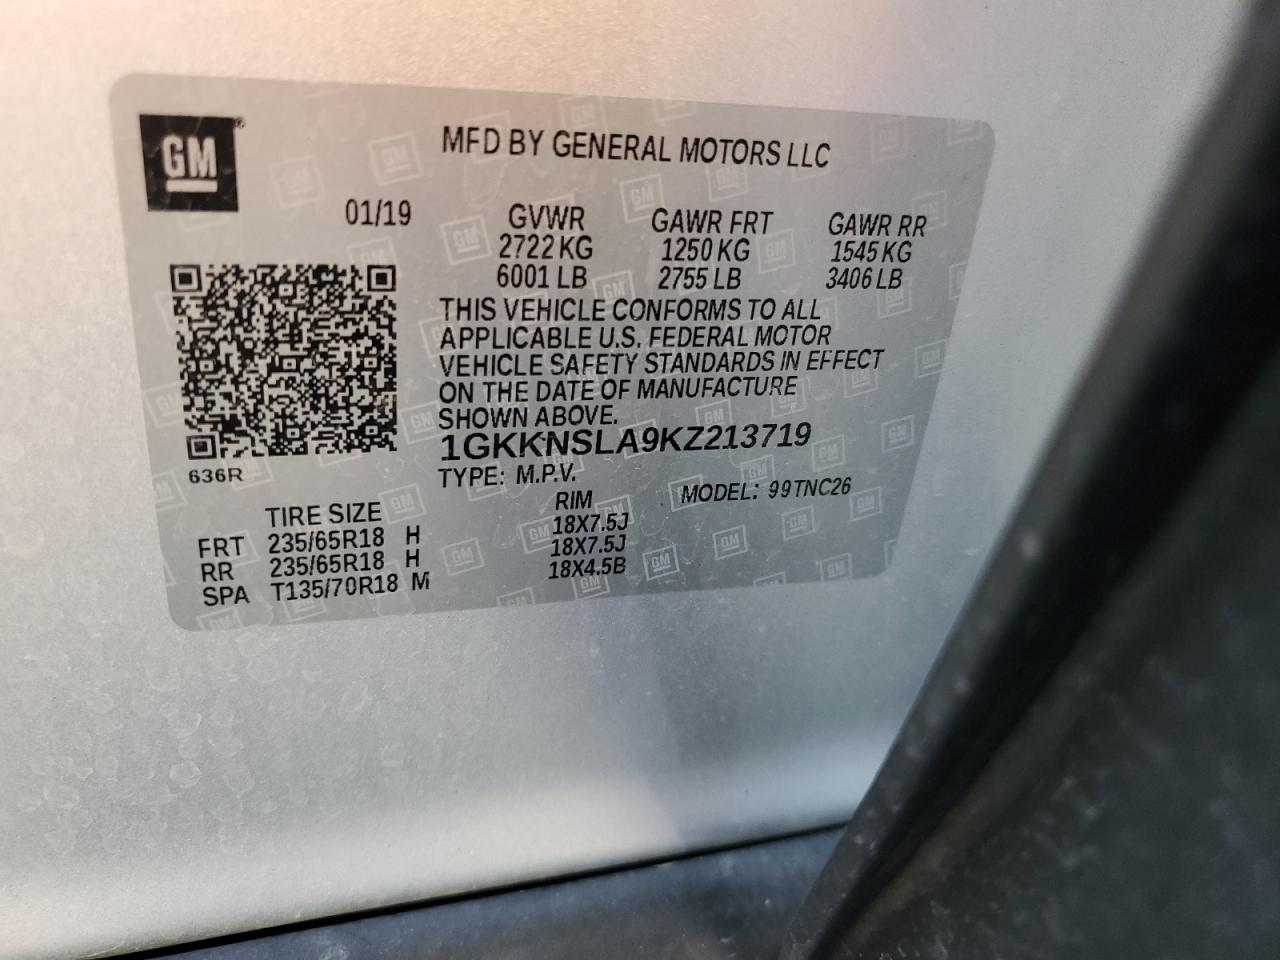 GM
MFD BY GENERAL MOTORS LLC
01/19
GVWR GAWR FRT GAWR RR
2722 KG 1250 KG 1545 KG
6001 LB 2755 LB 3406 LB
THIS VEHICLE CONFORMS TO ALL
APPLICABLE U.S. FEDERAL MOTOR
VEHICLE SAFETY STANDARDS IN EFFECT
ON THE DATE OF MANUFACTURE
SHOWN ABOVE.
1GKKNSLA9KZ213719
636R
TYPE: M.P.V. MODEL: 99TNC26
TIRE SIZE RIM
FRT 235/65R18 H 18X7.5J
RR 235/65R18 H 18X7.5J
SPA T135/70R18 M 18X4.5B